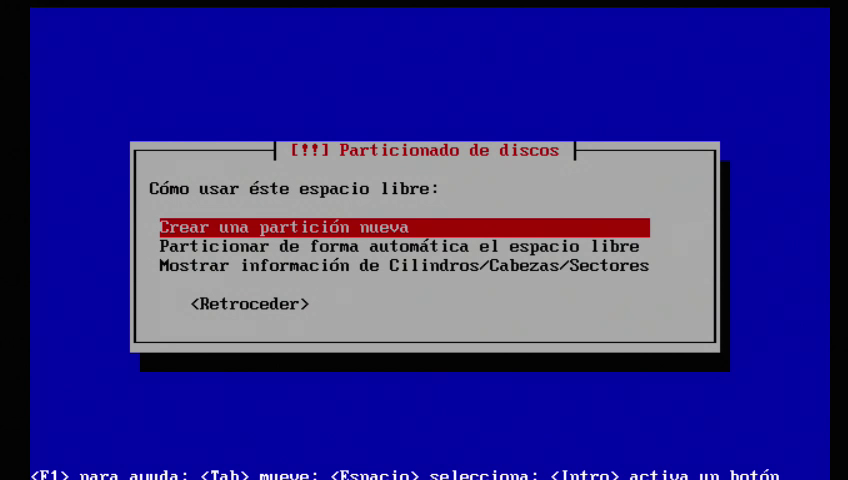 [!!] Particionado de discos
Cómo usar éste espacio libre:
Crear una partición nueva
Particionar de forma automática el espacio libre
Mostrar información de Cilindros/Cabezas/Sectores
<Retroceder>
<F1> para ayuda; <Tab> mueve; <Espacio> selecciona; <Intro> activa un botón